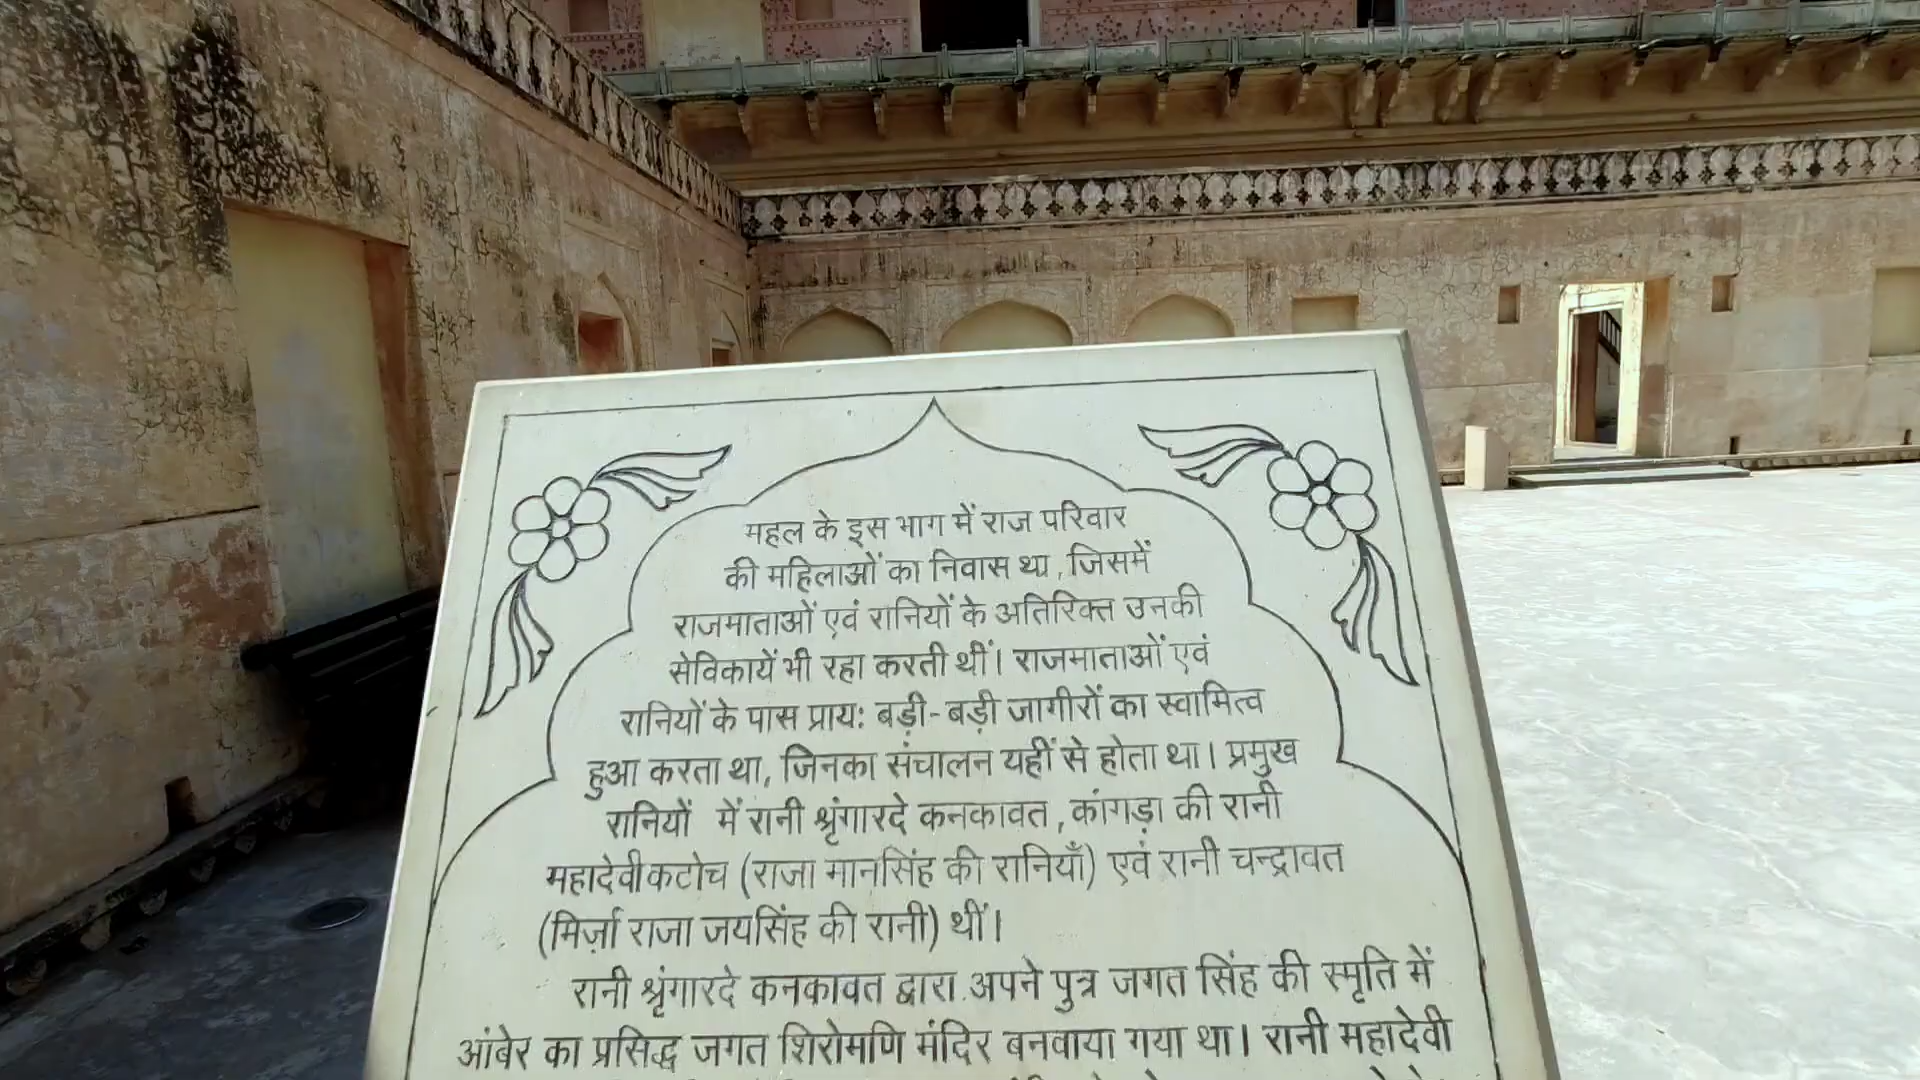 महल के इस भाग में राज परिवार
की महिलाओं का निवास था, जिसमें
राजमाताओं एवं रानियों के अतिरिक्त उनकी
सेविकायें भी रहा करती थीं। राजमाताओं एवं
रानियों के पास प्राय: बड़ी-बड़ी जागीरों का स्वामित्व
हुआ करता था, जिनका संचालन यहीं से होता था। प्रमुख
रानियों में रानी श्रृंगारदे कनकावत, कांगड़ा की रानी
महादेवीकटोच (राजा मानसिंह की रानियाँ) एवं रानी चन्द्रावत
(मिर्ज़ा राजा जयसिंह की रानी) थीं।
रानी श्रृंगारदे कनकावत द्वारा अपने पुत्र जगत सिंह की स्मृति में
आंबेर का प्रसिद्ध जगत शिरोमणि मंदिर बनवाया गया था। रानी महादेवी